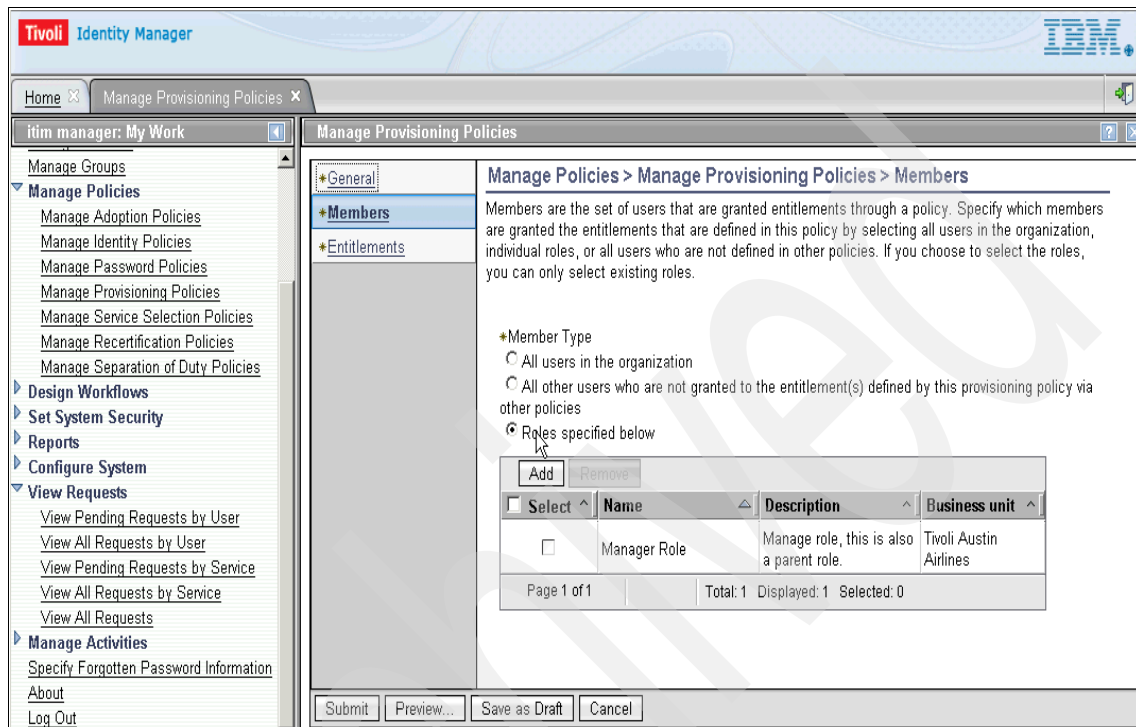 Tivoli Identity Manager
IBM.
Home
Manage Provisioning Policies
itim manager: My Work
Manage Groups
Manage Policies
Manage Adoption Policies
Manage Identity Policies
Manage Password Policies
Manage Provisioning Policies
Manage Service Selection Policies
Manage Recertification Policies
Manage Separation of Duty Policies
Design Workflows
Set System Security
Reports
Configure System
View Requests
View Pending Requests by User
View All Requests by User
View Pending Requests by Service
View All Requests by Service
View All Requests
Manage Activities
Specify Forgotten Password Information
About
Log Out
Manage Provisioning Policies
*General
*Members
*Entitlements
Manage Policies > Manage Provisioning Policies > Members
Members are the set of users that are granted entitlements through a policy. Specify which members
are granted the entitlements that are defined in this policy by selecting all users in the organization,
individual roles, or all users who are not defined in other policies. If you choose to select the roles,
you can only select existing roles.
*Member Type
All users in the organization
All other users who are not granted to the entitlement(s) defined by this provisioning policy via
other policies
Roles specified below
Add Remove
Select Name Description Business unit
Manager Role
Manage role, this is also
a parent role.
Tivoli Austin
Airlines
Page 1 of 1 Total: 1 Displayed: 1 Selected: 0
Submit Preview... Save as Draft Cancel